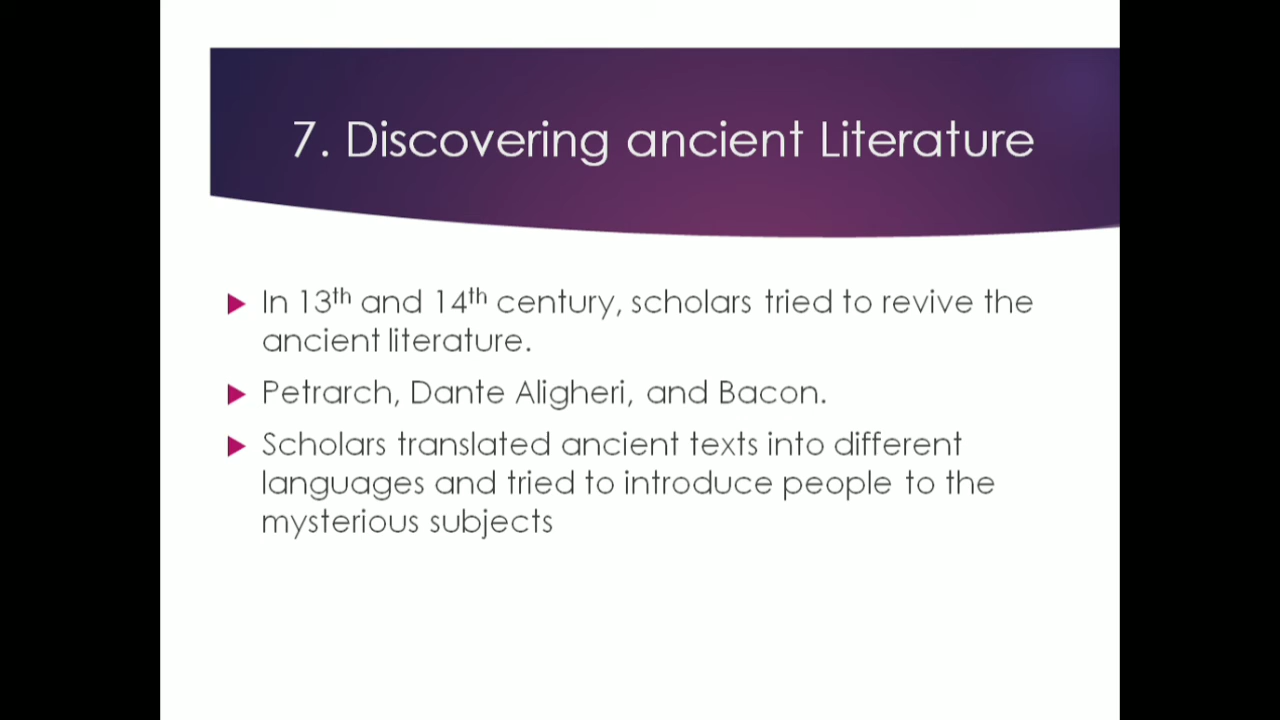 7. Discovering ancient Literature
In 13th and 14th century, scholars tried to revive the
ancient literature.
Petrarch, Dante Aligheri, and Bacon.
Scholars translated ancient texts into different
languages and tried to introduce people to the
mysterious subjects